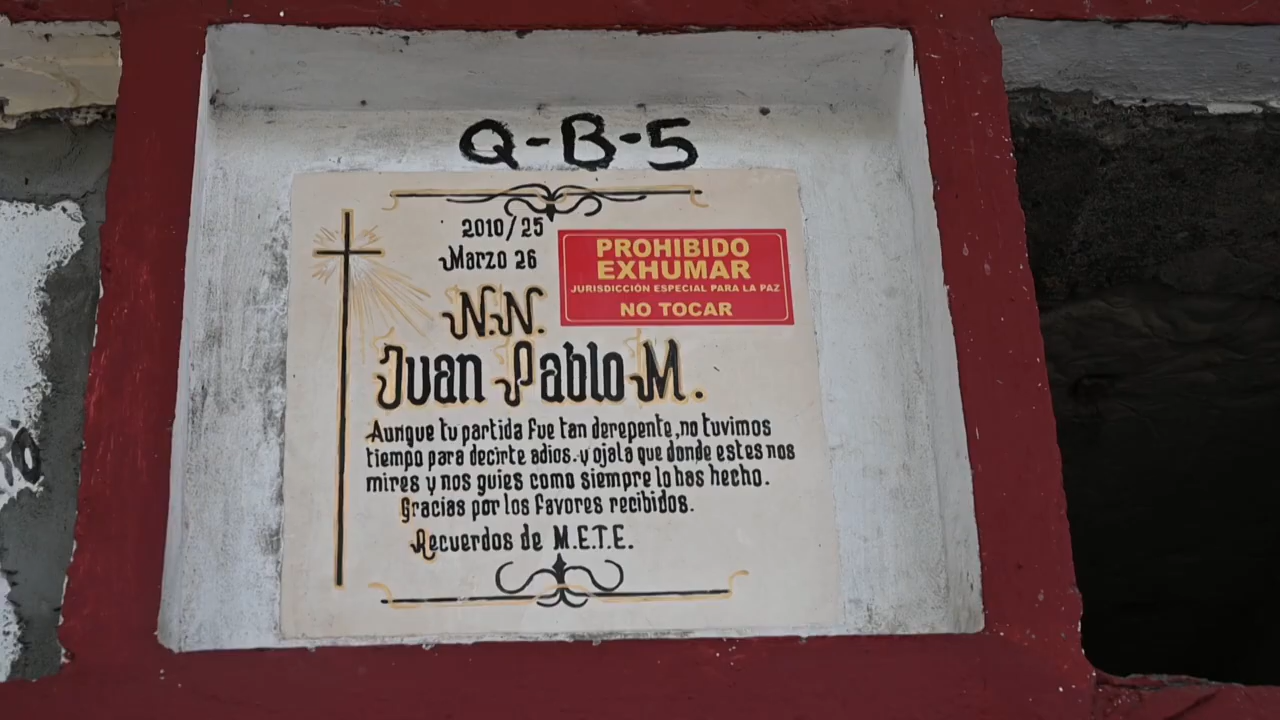 Q-B-5
2010/25
Marzo 26
PROHIBIDO
EXHUMAR
JURISDICCIÓN ESPECIAL PARA LA PAZ
NO TOCAR
N.N.
Juan Pablo M.
Aunque tu partida fue tan derepente, no tuvimos
tiempo para decirte adios. y ojala que donde estes nos
mires y nos guies como siempre lo has hecho.
Gracias por los favores recibidos.
Recuerdos de M.E.T.E.
RO